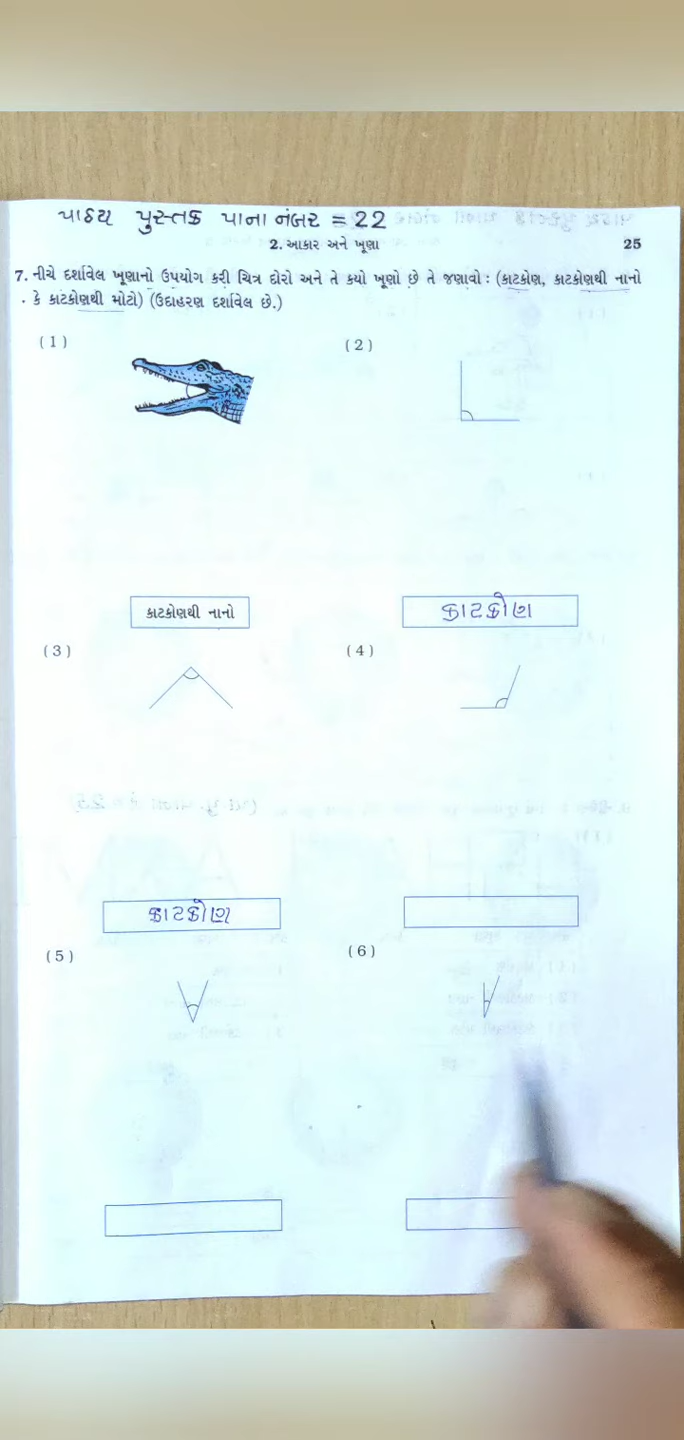 પાઠ્ય પુસ્તક પાના નંબર = 22
2. આકાર અને ખૂણા 25
7. નીચે દર્શાવેલ ખૂણાનો ઉપયોગ કરી ચિત્ર દોરો અને તે કયો ખૂણો છે તે જણાવો : (કાટકોણ, કાટકોણથી નાનો
કે કાટકોણથી મોટો) (ઉદાહરણ દર્શાવેલ છે.)
(1) (2)
કાટકોણથી નાનો કાટકોણ
(3) (4)
કાટકોણ
(5) (6)